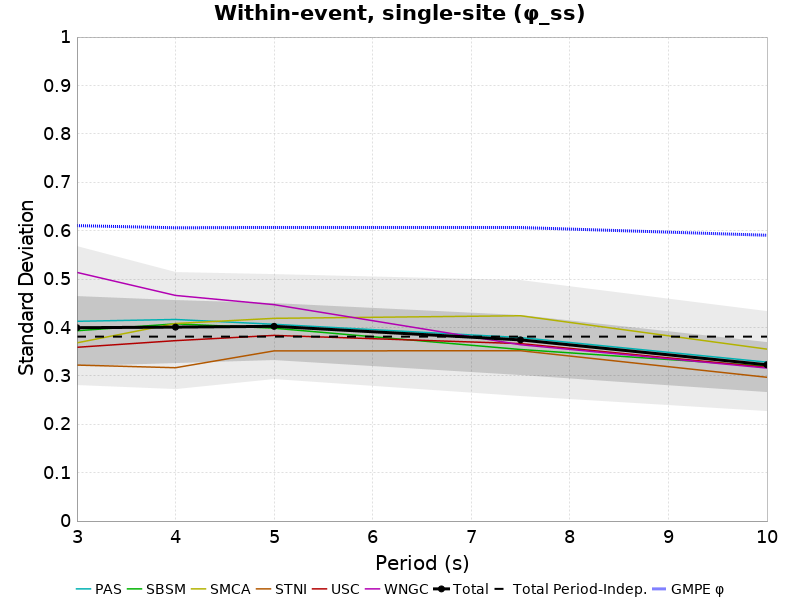 Within-event, single-site (φ_ss)
1
0.9
0.8
0.7
0.6
0.5
0.4
0.3
0.2
0.1
0
Standard Deviation
3 4 5 6 7 8 9 10
Period (s)
PAS SBSM SMCA STNI USC WNGC Total Total Period-Indep. GMPE φ